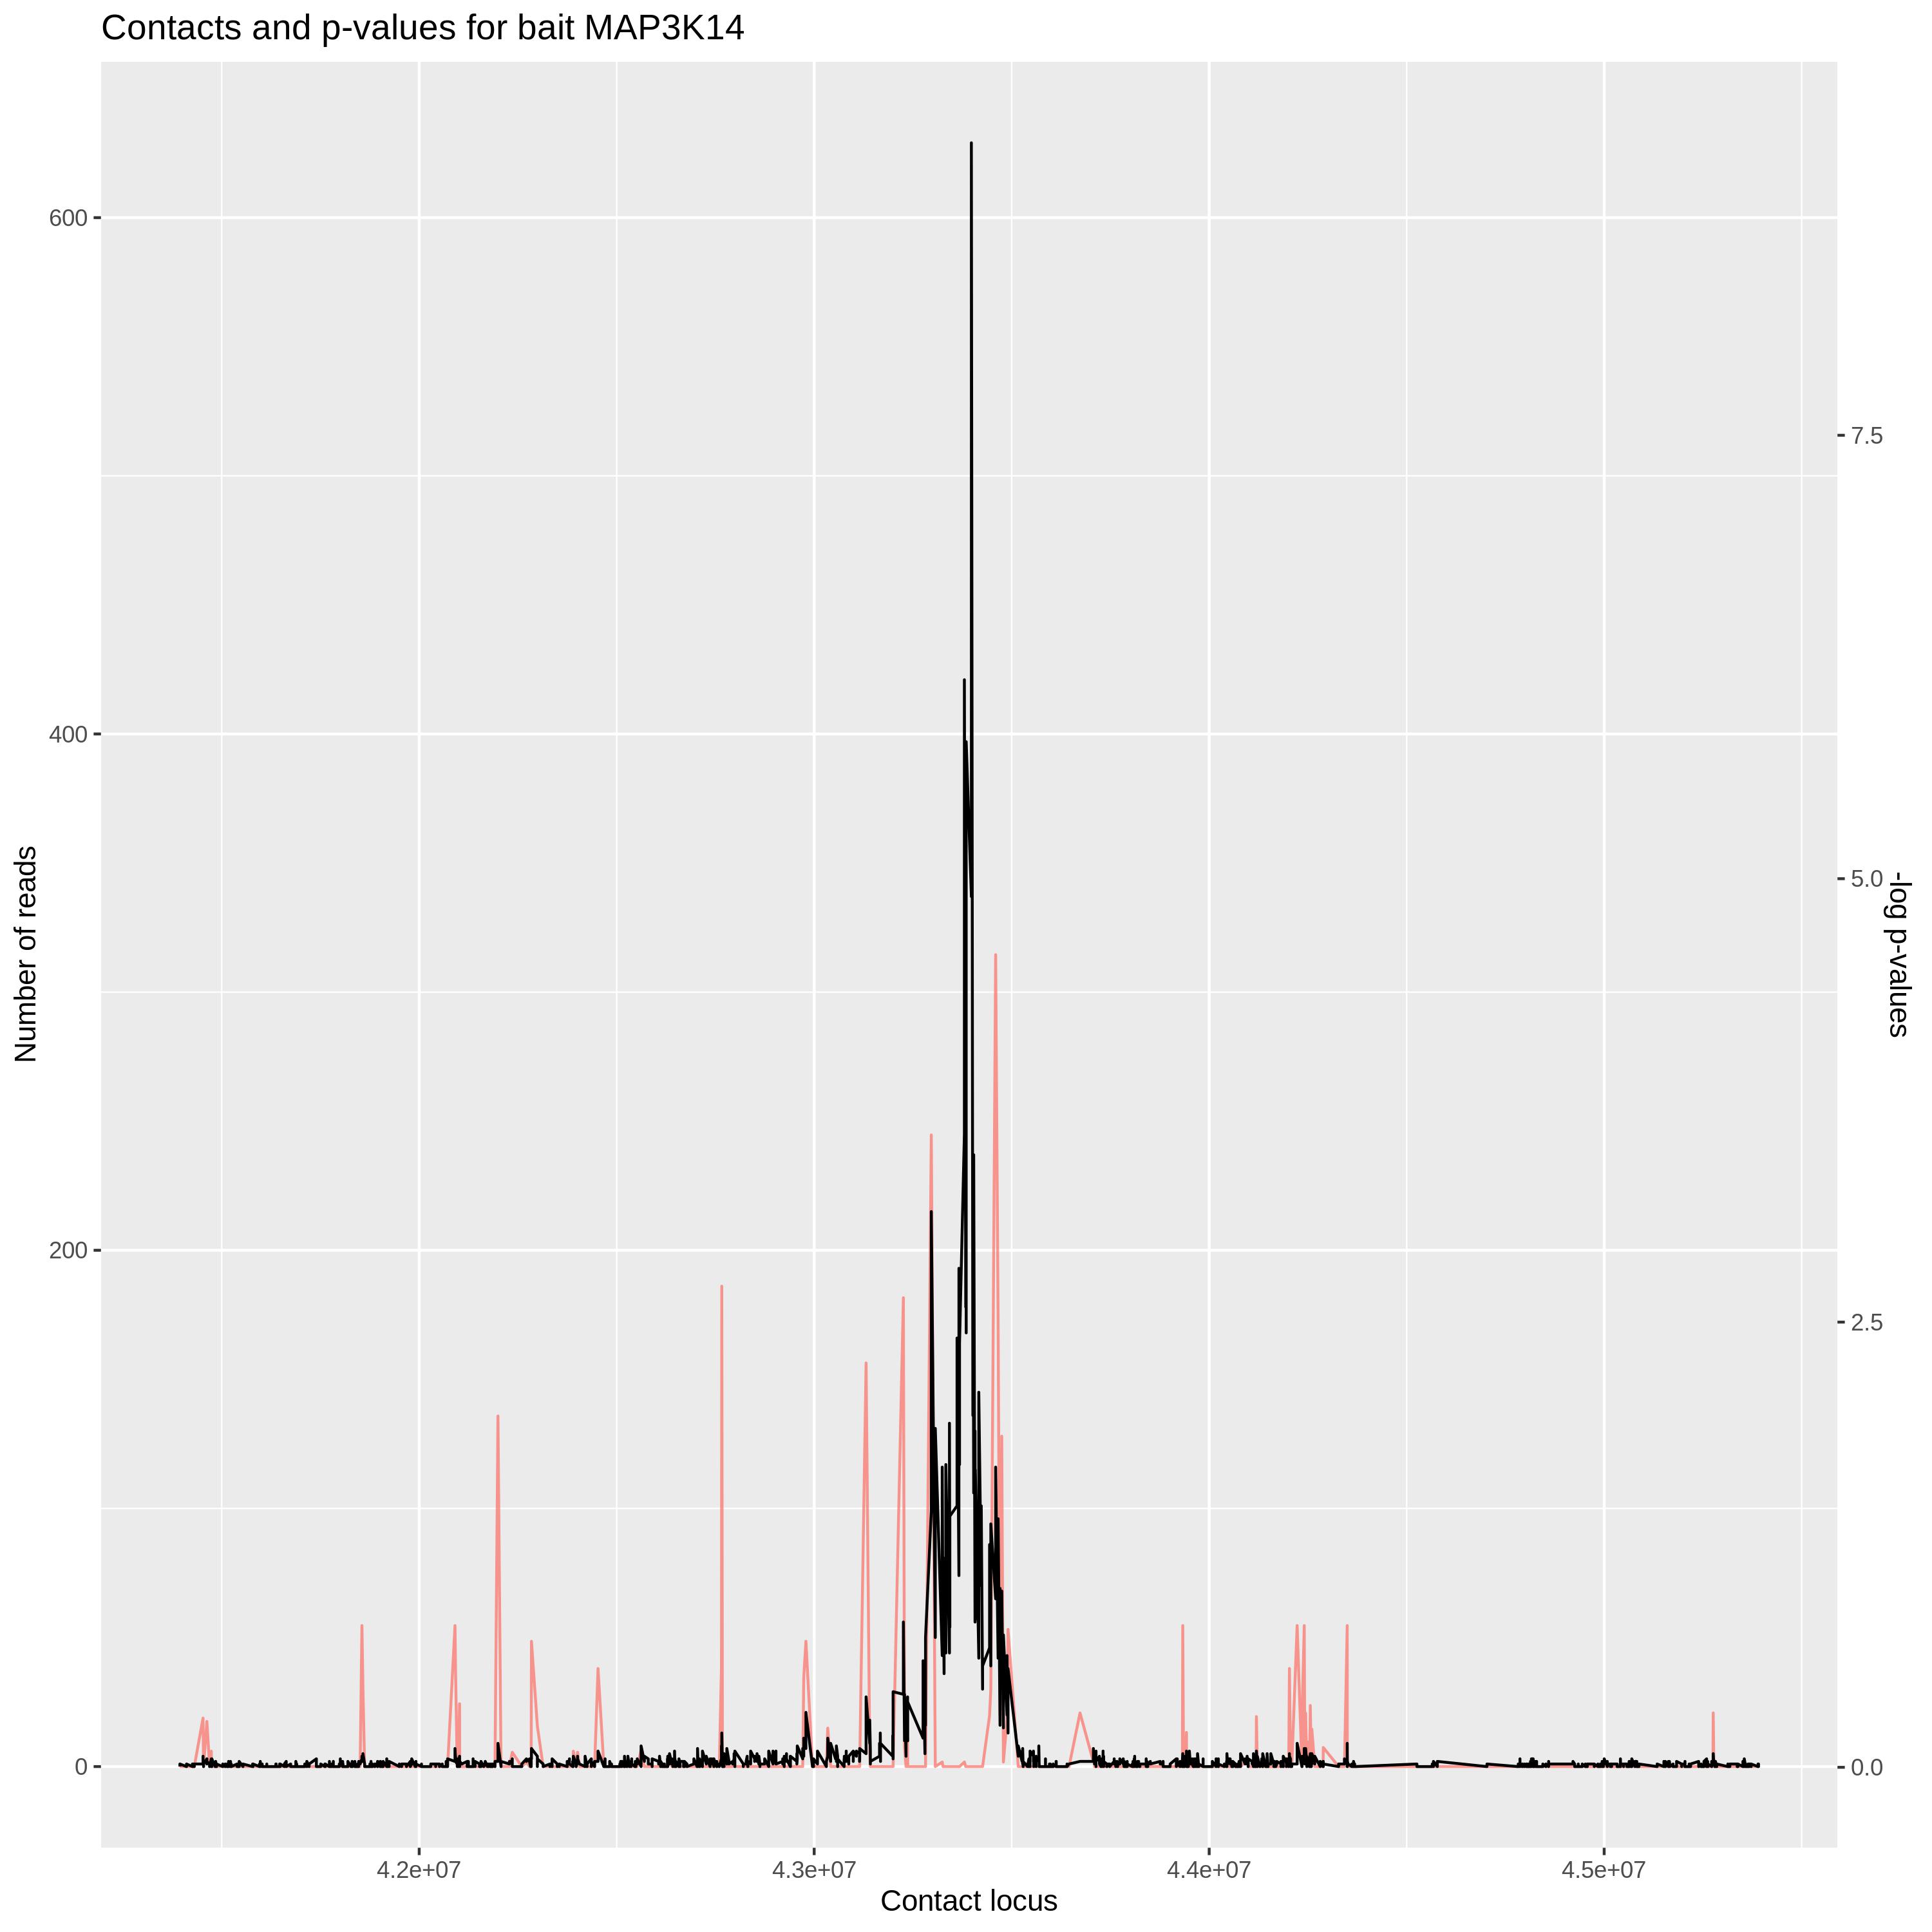 Contacts and p-values for bait MAP3K14
600
400
200
0
Number of reads
7.5
5.0
2.5
0.0
-log p-values
4.2e+07
4.3e+07
4.4e+07
4.5e+07
Contact locus